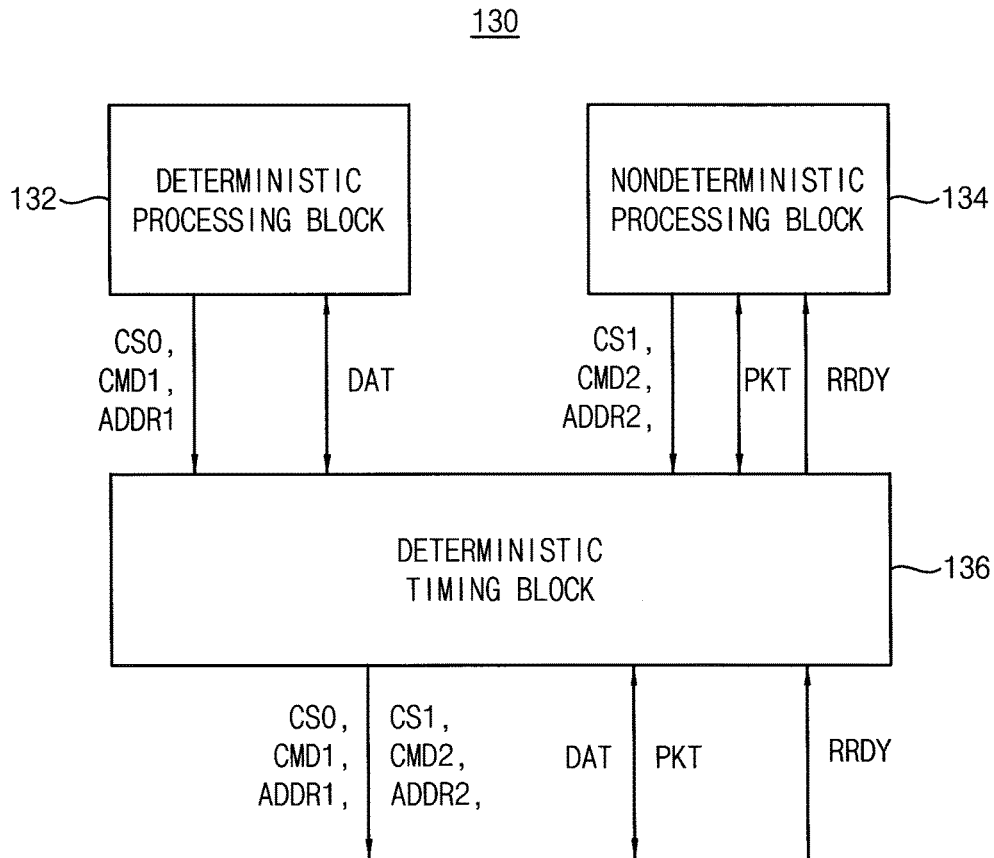 130
DETERMINISTIC
PROCESSING BLOCK
132
NONDETERMINISTIC
PROCESSING BLOCK
134
CS0,
CMD1,
ADDR1
DAT
CS1,
CMD2,
ADDR2,
PKT
RRDY
DETERMINISTIC
TIMING BLOCK
136
CS0,
CMD1,
ADDR1,
CS1,
CMD2,
ADDR2,
DAT
PKT
RRDY